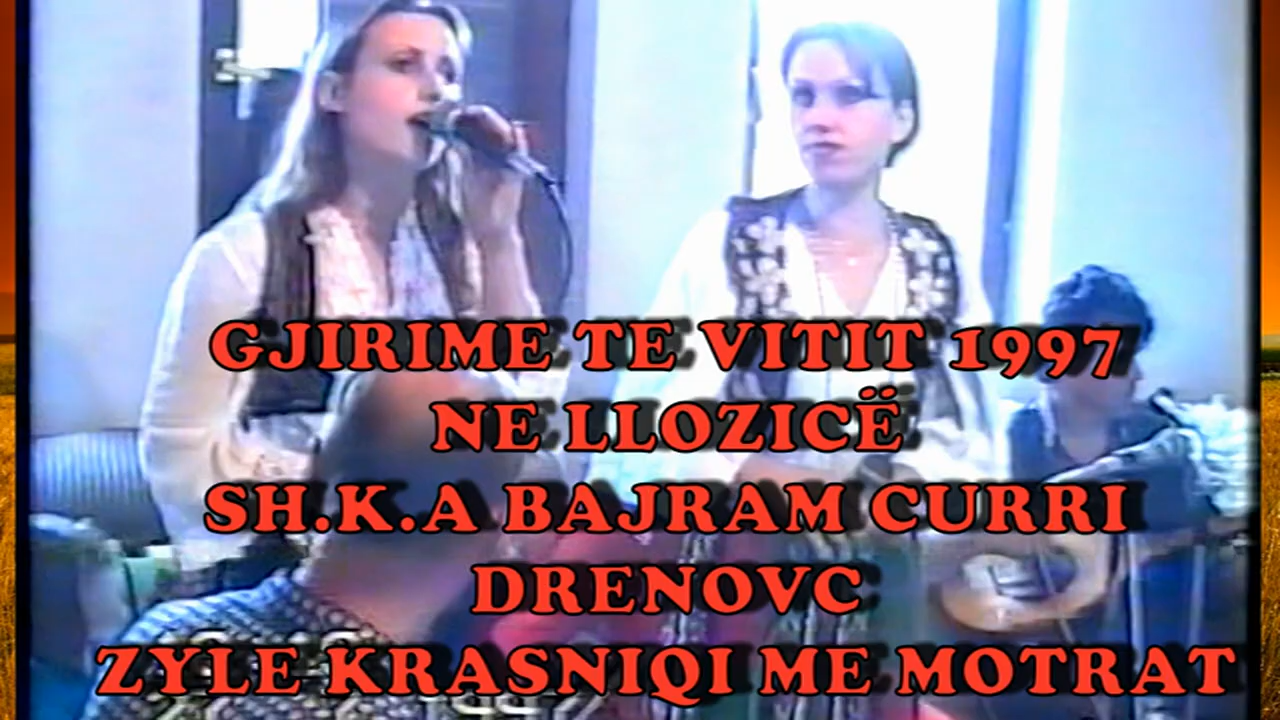 GJIRIME TE VITIT 1997
NE LLOZICË
SH.K.A BAJRAM CURRI
DRENOVC
ZYLE KRASNIQI ME MOTRAT